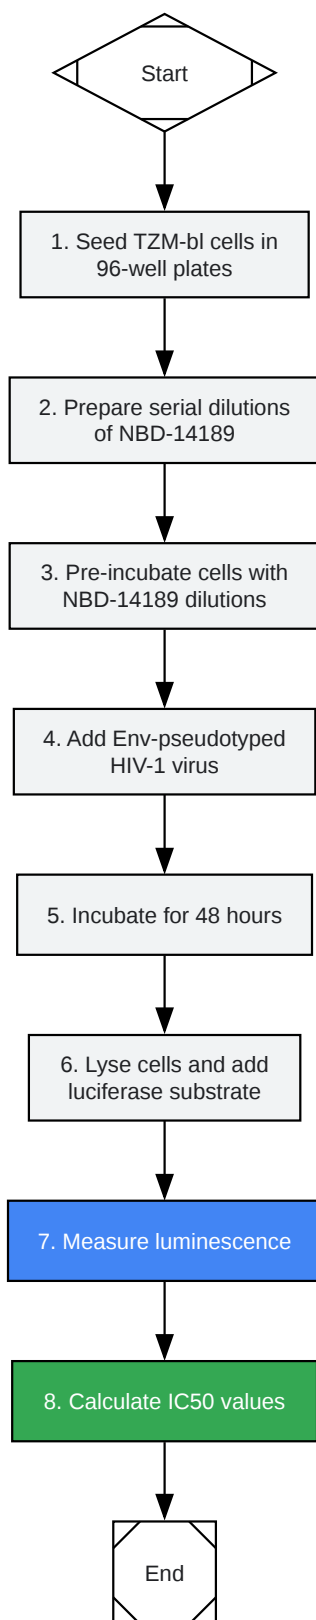 Start
1. Seed TZM-bl cells in
96-well plates
2. Prepare serial dilutions
of NBD-14189
3. Pre-incubate cells with
NBD-14189 dilutions
4. Add Env-pseudotyped
HIV-1 virus
5. Incubate for 48 hours
6. Lyse cells and add
luciferase substrate
7. Measure luminescence
8. Calculate IC50 values
End